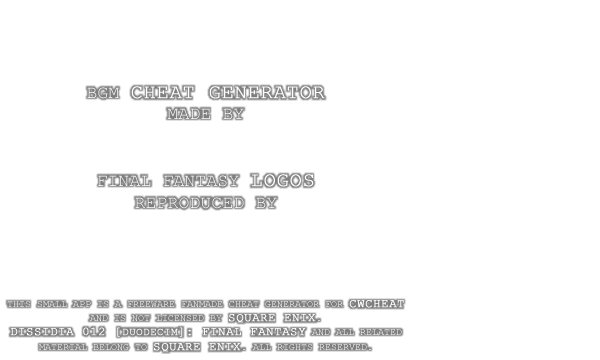 BGM CHEAT GENERATOR
MADE BY
FINAL FANTASY LOGOS
REPRODUCED BY
THIS SMALL APP IS A FREEWARE FANMADE CHEAT GENERATOR FOR CWCHEAT
AND IS NOT LICENSED BY SQUARE ENIX.
DISSIDIA 012 [DUODECIM]: FINAL FANTASY AND ALL RELATED
MATERIAL BELONG TO SQUARE ENIX. ALL RIGHTS RESERVED.